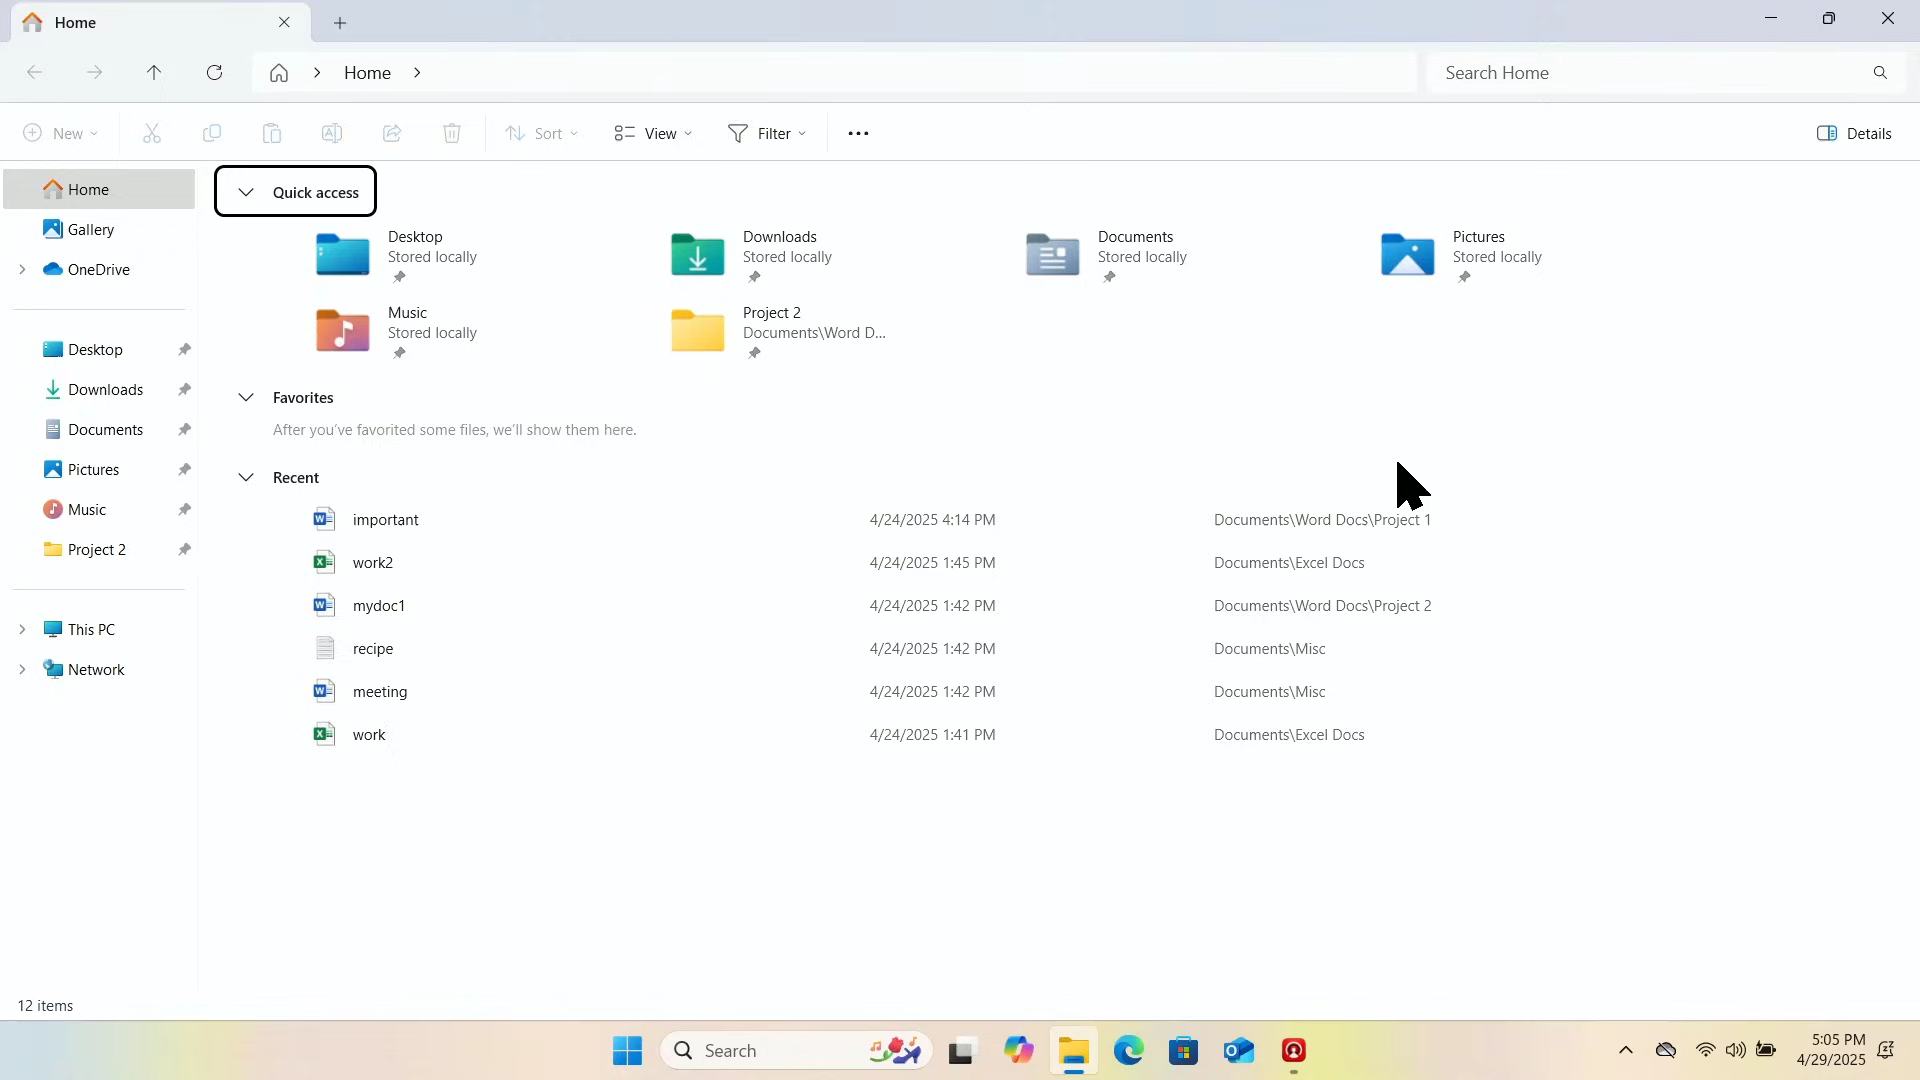 Home
Home
Search Home
New
Sort
View
Filter
Details
Home
Gallery
OneDrive
Desktop
Downloads
Documents
Pictures
Music
Project 2
This PC
Network
Quick access
Desktop
Stored locally
Downloads
Stored locally
Documents
Stored locally
Pictures
Stored locally
Music
Stored locally
Project 2
Documents\Word D...
Favorites
After you've favorited some files, we'll show them here.
Recent
important 4/24/2025 4:14 PM Documents\Word Docs\Project 1
work2 4/24/2025 1:45 PM Documents\Excel Docs
mydoc1 4/24/2025 1:42 PM Documents\Word Docs\Project 2
recipe 4/24/2025 1:42 PM Documents\Misc
meeting 4/24/2025 1:42 PM Documents\Misc
work 4/24/2025 1:41 PM Documents\Excel Docs
12 items
Search
5:05 PM
4/29/2025